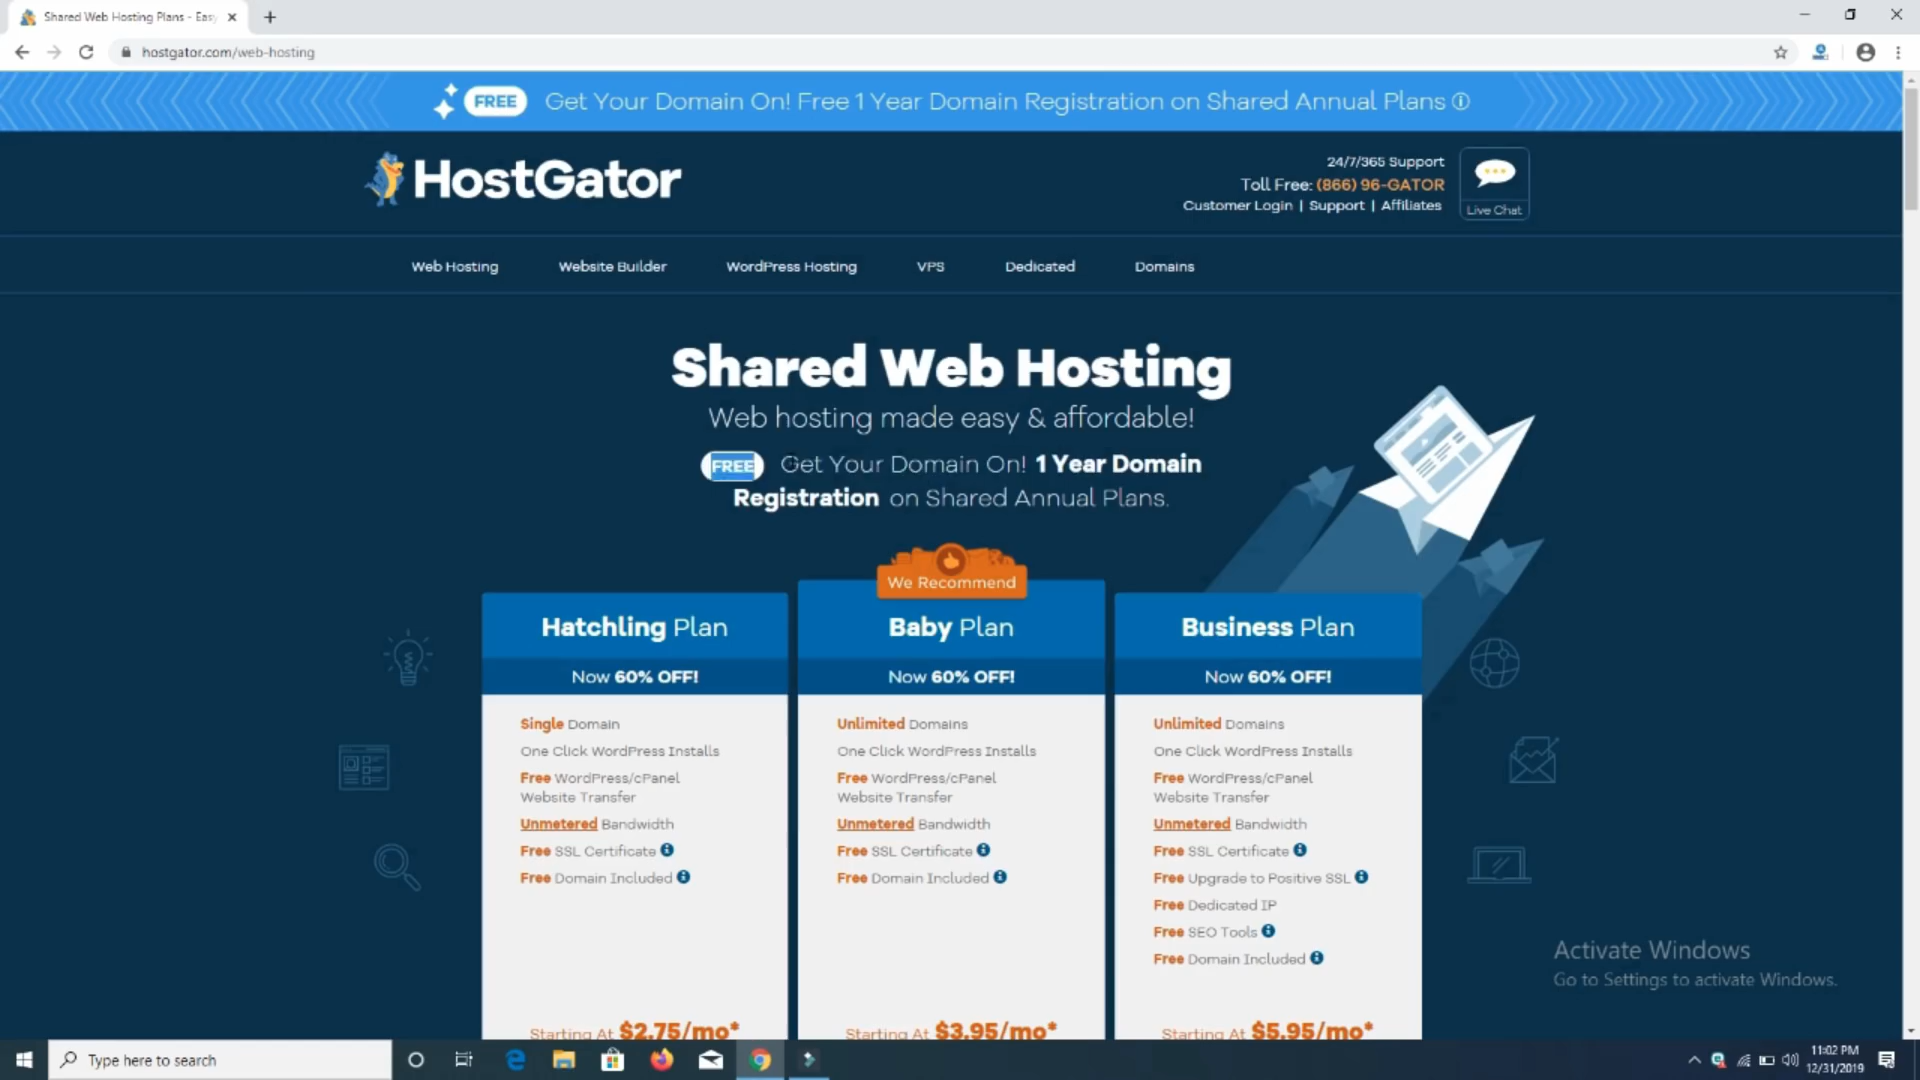 Shared Web Hosting Plans - Easy
hostgator.com/web-hosting
FREE Get Your Domain On! Free 1 Year Domain Registration on Shared Annual Plans
HostGator
24/7/365 Support
Toll Free: (866) 96-GATOR
Customer Login | Support | Affiliates
Live Chat
Web Hosting Website Builder WordPress Hosting VPS Dedicated Domains
Shared Web Hosting
Web hosting made easy & affordable!
FREE Get Your Domain On! 1 Year Domain
Registration on Shared Annual Plans.
We Recommend
Hatchling Plan
Now 60% OFF!
Single Domain
One Click WordPress Installs
Free WordPress/cPanel
Website Transfer
Unmetered Bandwidth
Free SSL Certificate
Free Domain Included
Starting At $2.75/mo*
Baby Plan
Now 60% OFF!
Unlimited Domains
One Click WordPress Installs
Free WordPress/cPanel
Website Transfer
Unmetered Bandwidth
Free SSL Certificate
Free Domain Included
Starting At $3.95/mo*
Business Plan
Now 60% OFF!
Unlimited Domains
One Click WordPress Installs
Free WordPress/cPanel
Website Transfer
Unmetered Bandwidth
Free SSL Certificate
Free Upgrade to Positive SSL
Free Dedicated IP
Free SEO Tools
Free Domain Included
Starting At $5.95/mo*
Activate Windows
Go to Settings to activate Windows.
Type here to search
11:02 PM
12/31/2019